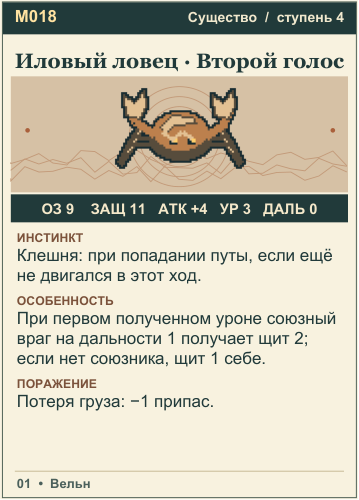 M018
Существо / ступень 4
Иловый ловец · Второй голос
ОЗ 9 ЗАЩ 11 АТК +4 УР 3 ДАЛЬ 0
ИНСТИНКТ
Клешня: при попадании путы, если ещё
не двигался в этот ход.
ОСОБЕННОСТЬ
При первом полученном уроне союзный
враг на дальности 1 получает щит 2;
если нет союзника, щит 1 себе.
ПОРАЖЕНИЕ
Потеря груза: −1 припас.
01 • Вельн